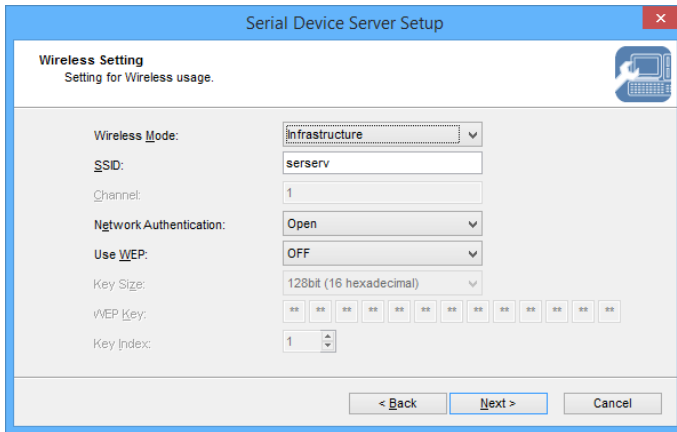 Serial Device Server Setup
Wireless Setting
Setting for Wireless usage.
Wireless Mode: Infrastructure
SSID: serserv
Channel: 1
Network Authentication: Open
Use WEP: OFF
Key Size: 128bit (16 hexadecimal)
WEP Key: ** ** ** ** ** ** ** ** ** ** ** ** **
Key Index: 1
< Back Next > Cancel